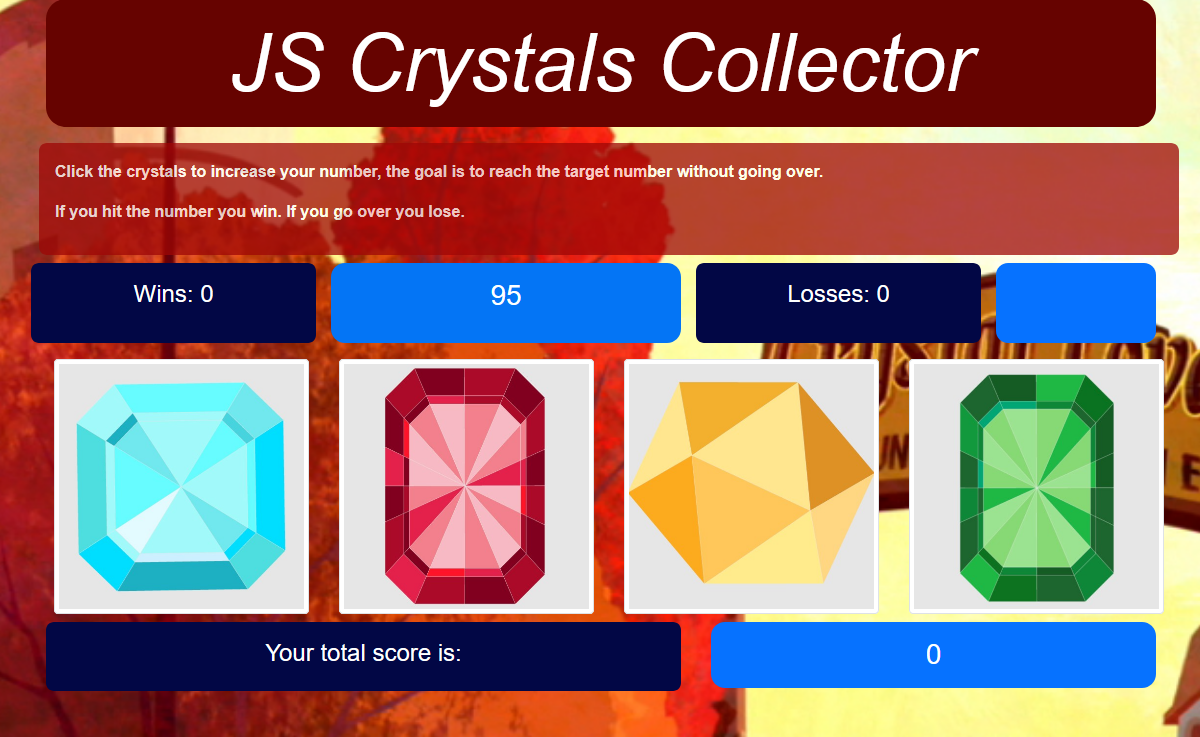 JS Crystals Collector
Click the crystals to increase your number, the goal is to reach the target number without going over.
If you hit the number you win. If you go over you lose.
Wins: 0
95
Losses: 0
Your total score is:
0